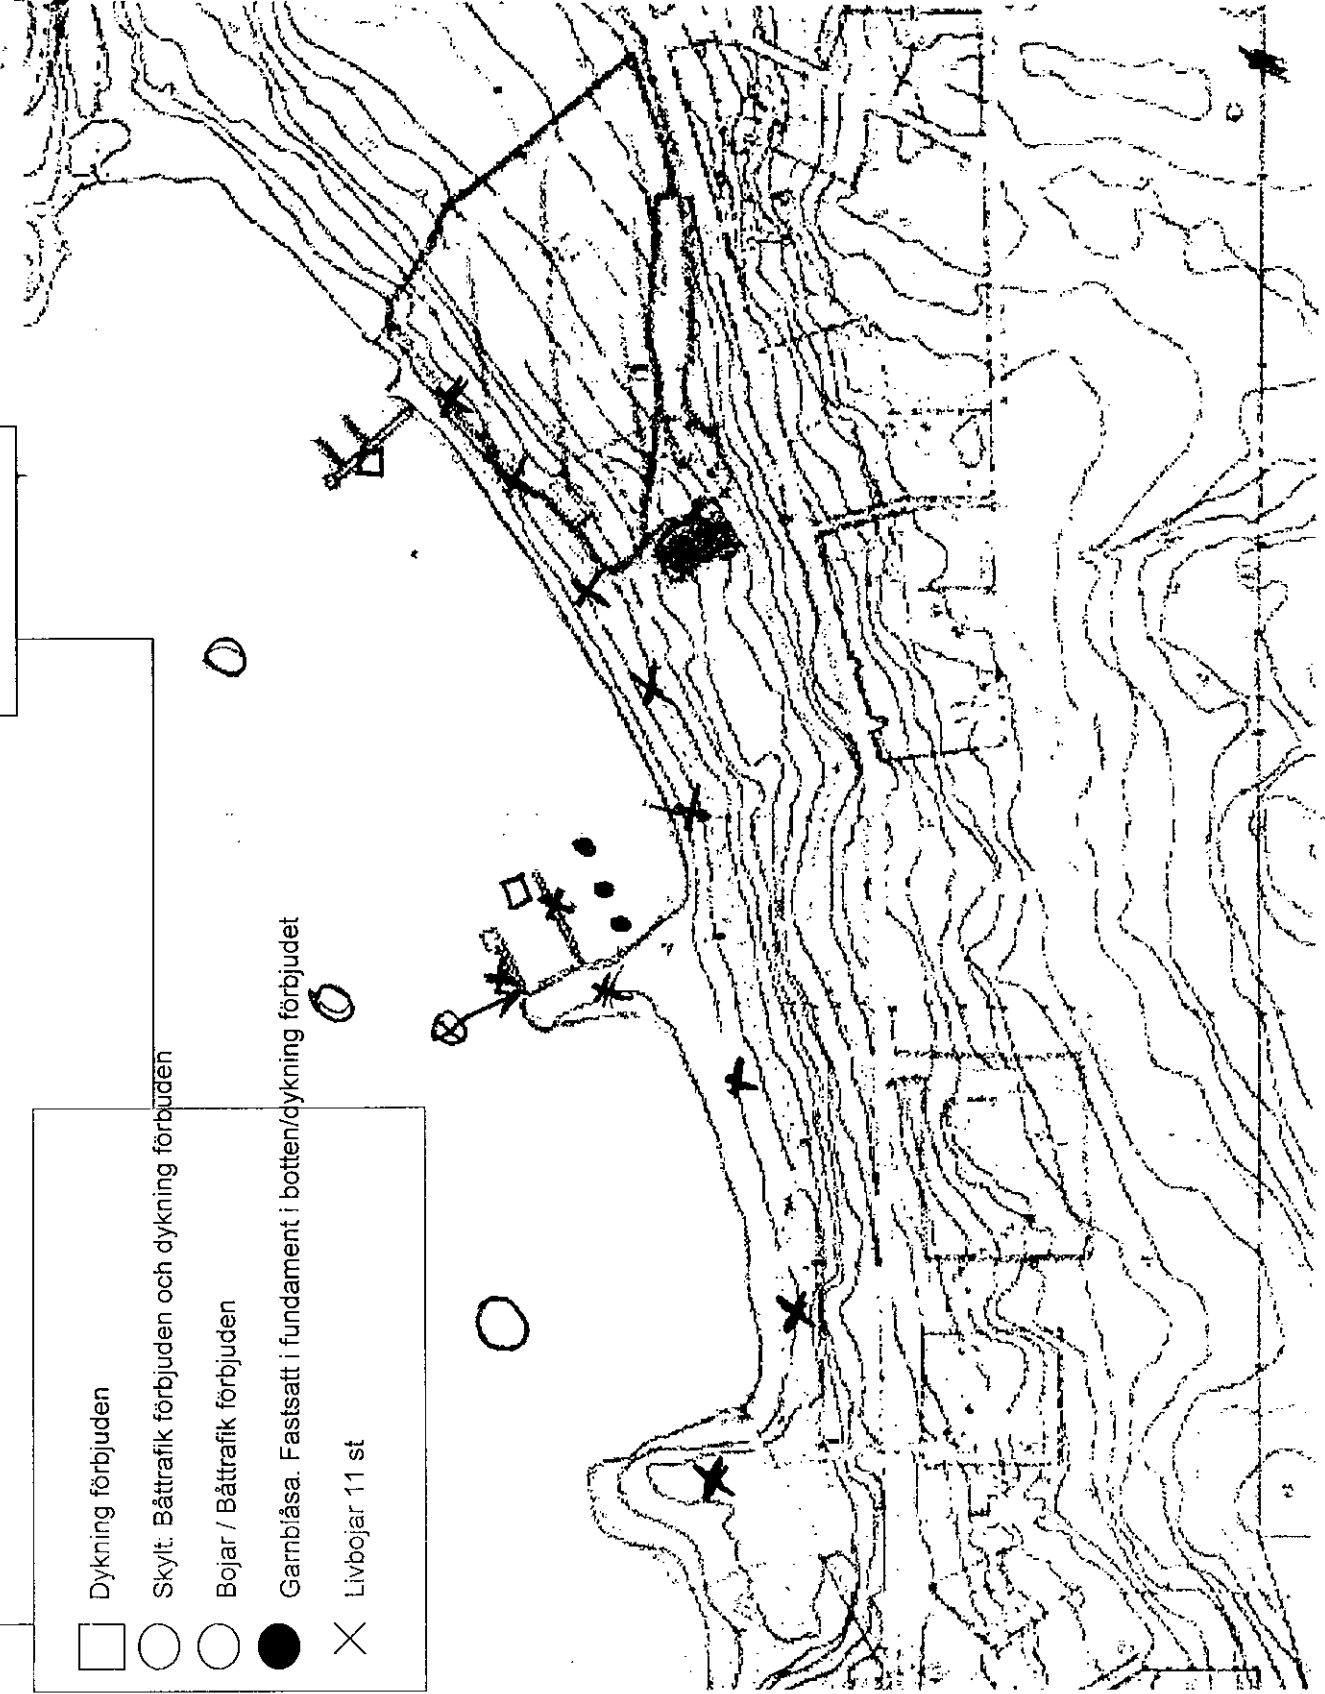 Dykning förbjuden
Skylt: Båttrafik förbjuden och dykning förbjuden
Bojar / Båttrafik förbjuden
Garnblåsa. Fastsatt i fundament i botten/dykning förbjudet
Livbojar 11 st